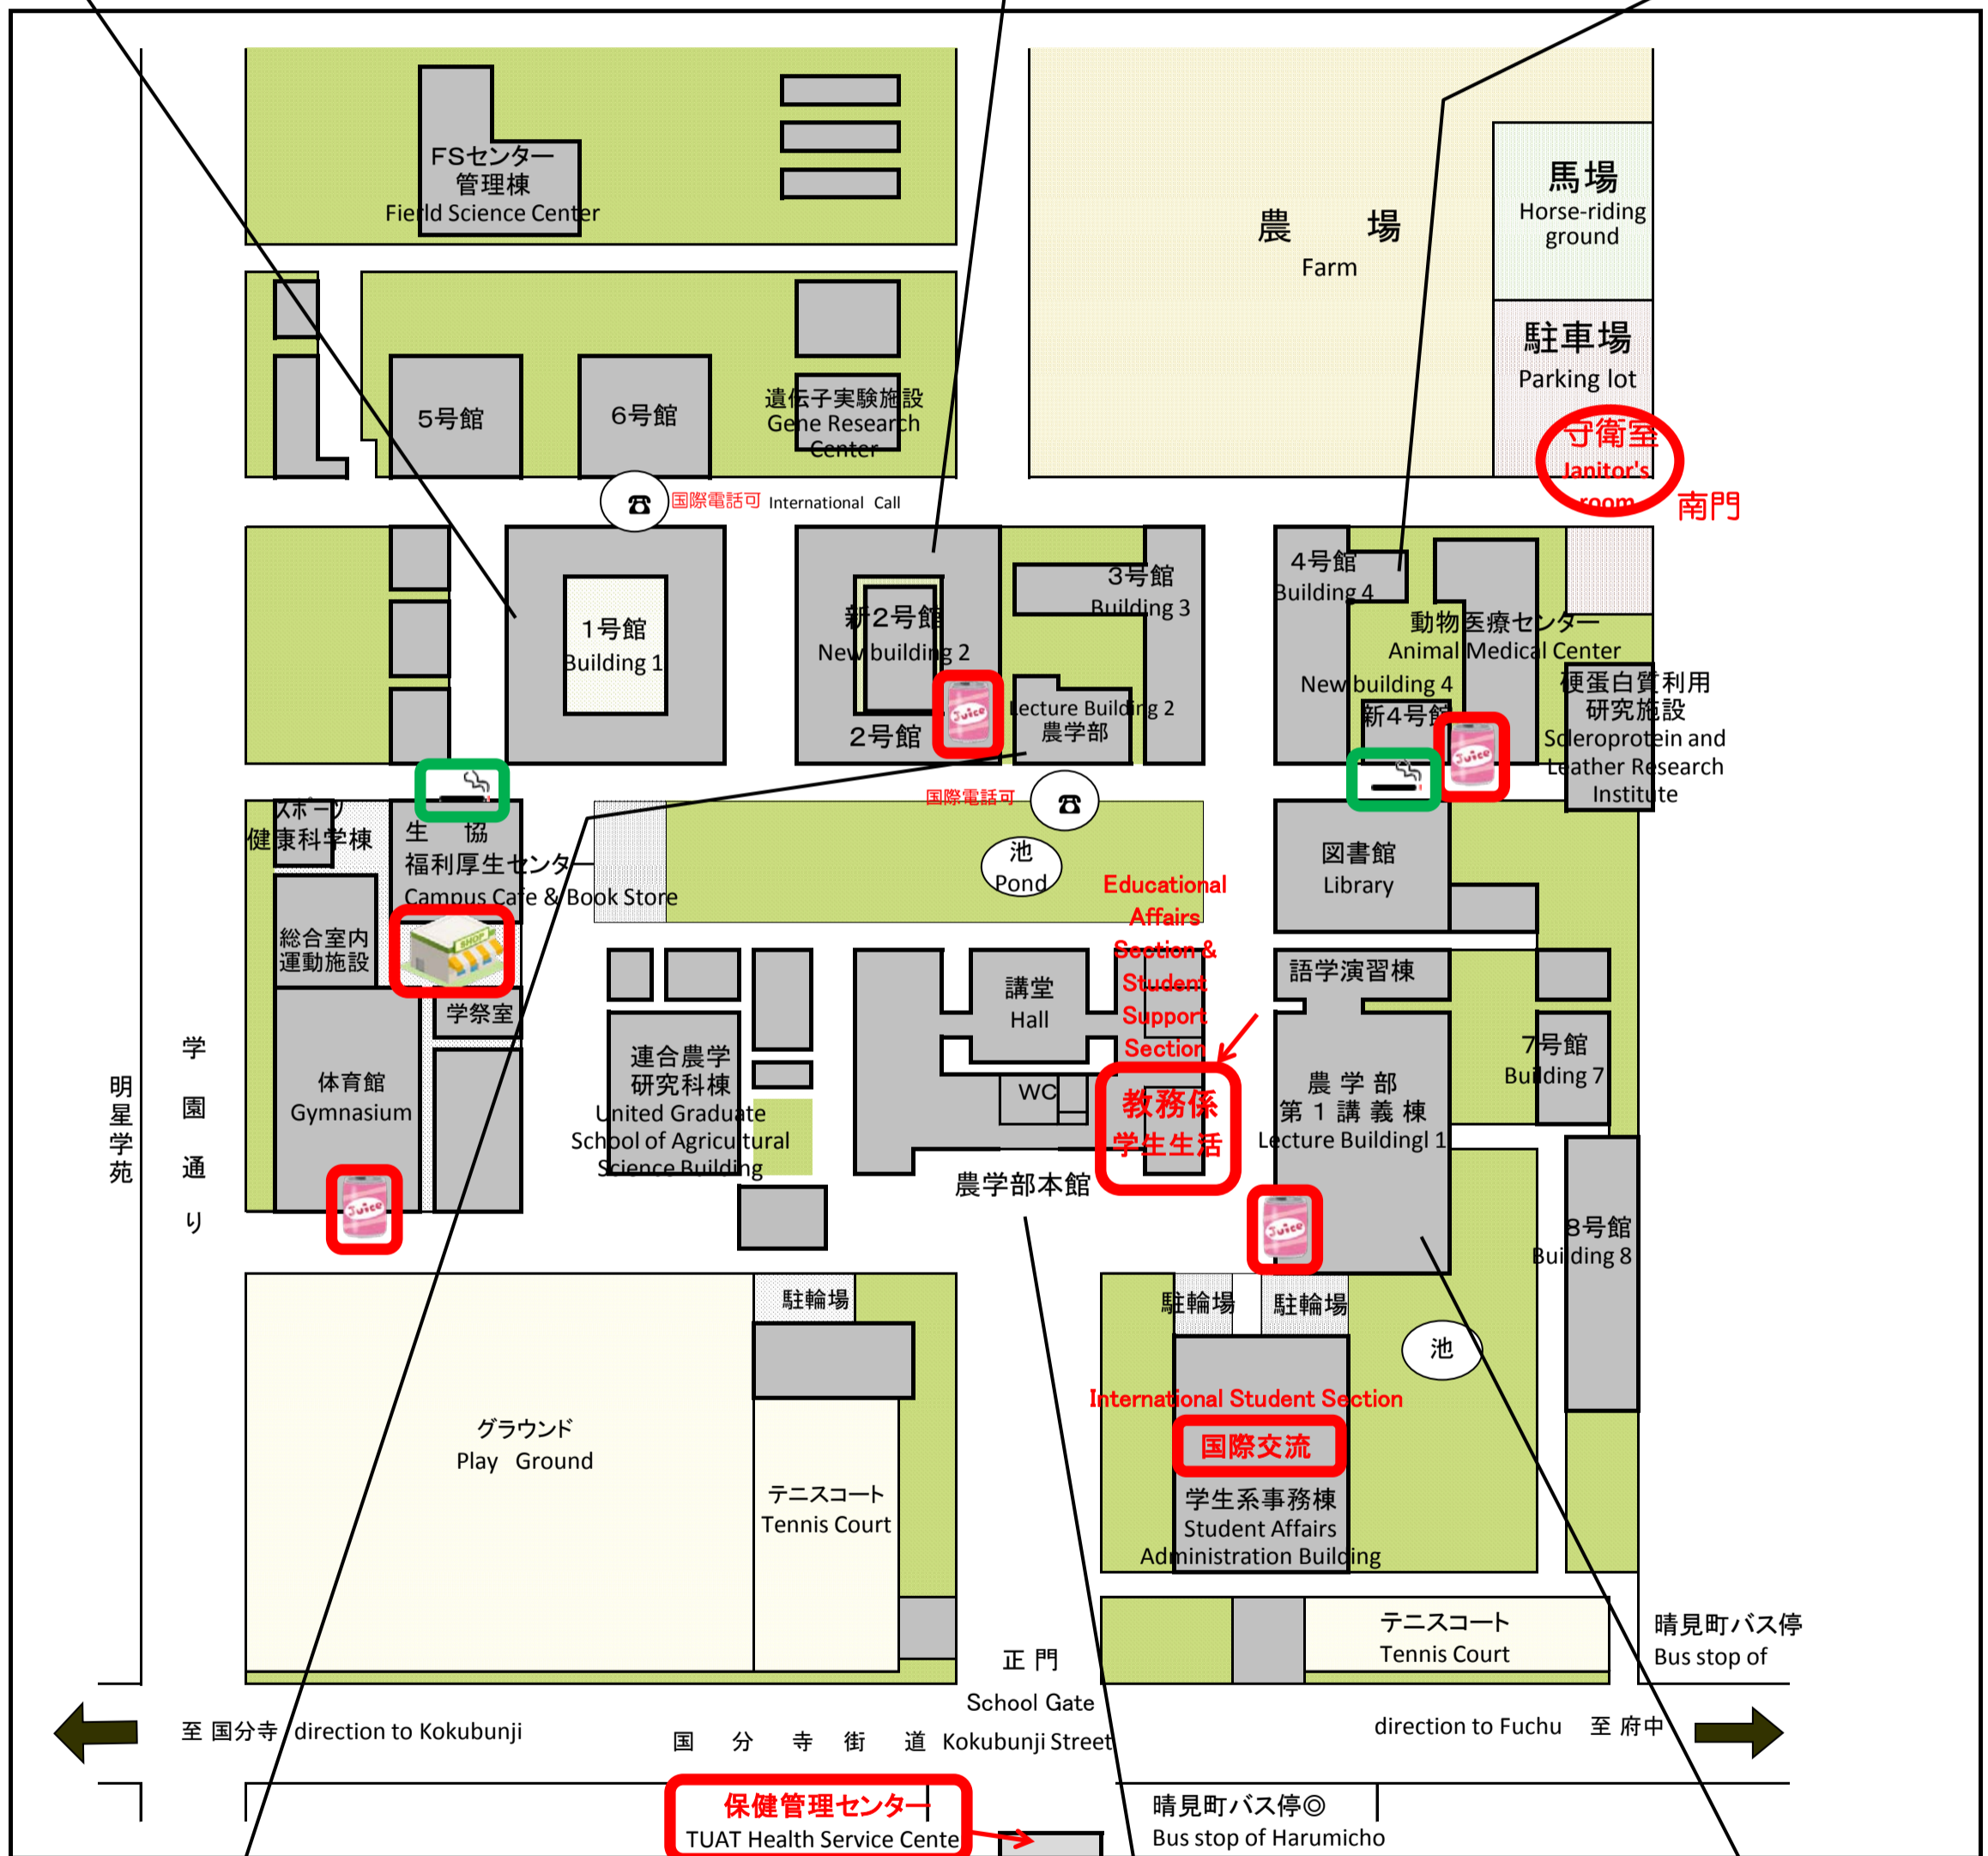 FSセンター
管理棟
Fierld Science Center
農 場
Farm
馬場
Horse-riding
ground
駐車場
Parking lot
守衛室
Janitor's
room
南門
5号館
6号館
遺伝子実験施設
Gene Research
Center
☎
国際電話可 International Call
1号館
Building 1
新2号館
New building 2
2号館
Juice
3号館
Building 3
Lecture Building 2
農学部
4号館
Building 4
動物医療センター
Animal Medical Center
New building 4
新4号館
Juice
硬蛋白質利用
研究施設
Scleroprotein and
Leather Research
Institute
国際電話可
☎
スポーツ
健康科学棟
生 協
福利厚生センター
Campus Cafe & Book Store
SHOP
池
Pond
図書館
Library
総合室内
運動施設
学祭室
体育館
Gymnasium
Juice
明星学苑
学園通り
連合農学
研究科棟
United Graduate
School of Agricultural
Science Building
講堂
Hall
WC
農学部本館
Educational
Affairs
Section &
Student
Support
Section
教務係
学生生活
語学演習棟
農学部
第1講義棟
Lecture Buildingl 1
Juice
7号館
Building 7
8号館
Building 8
駐輪場
駐輪場
駐輪場
池
グラウンド
Play Ground
テニスコート
Tennis Court
International Student Section
国際交流
学生系事務棟
Student Affairs
Administration Building
テニスコート
Tennis Court
晴見町バス停
Bus stop of
正門
School Gate
至 国分寺 direction to Kokubunji
国分寺街道 Kokubunji Street
direction to Fuchu 至 府中
保健管理センター
TUAT Health Service Cente
晴見町バス停◎
Bus stop of Harumicho